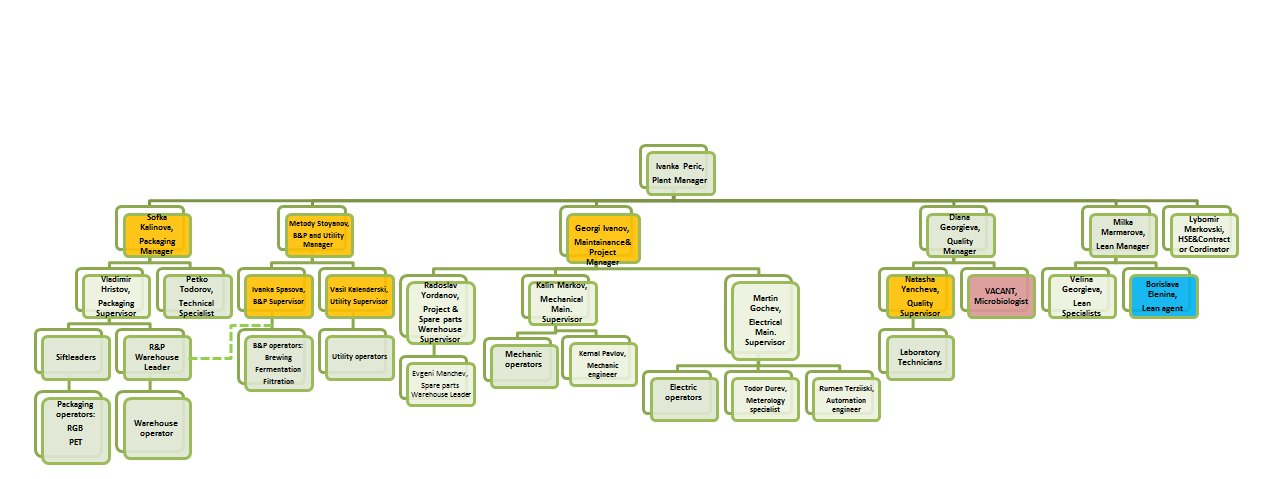 Ivanka Peric,
Plant Manager
Sofka
Kalinova,
Packaging
Manager
Metody Stoyanov,
B&P and Utility
Manager
Georgi Ivanov,
Maintainance&
Project
Manager
Diana
Georgieva,
Quality
Manager
Milka
Marmarova,
Lean Manager
Lybomir
Markovski,
HSE&Contract
or Cordinator
Vladimir
Hristov,
Packaging
Supervisor
Petko
Todorov,
Technical
Specialist
Ivanka Spasova,
B&P Supervisor
Vasil Kalenderski,
Utility Supervisor
Radoslav
Yordanov,
Project &
Spare parts
Warehouse
Supervisor
Kalin Markov,
Mechanical
Main.
Supervisor
Martin
Gochev,
Electrical
Main.
Supervisor
Natasha
Yancheva,
Quality
Supervisor
VACANT,
Microbiologist
Velina
Georgieva,
Lean
Specialists
Borislava
Elenina,
Lean agent
Siftleaders
R&P
Warehouse
Leader
B&P operators:
Brewing
Fermentation
Filtration
Utility operators
Evgeni Manchev,
Spare parts
Warehouse Leader
Mechanic
operators
Kemal Pavlov,
Mechanic
engineer
Electric
operators
Todor Durev,
Meterology
specialist
Rumen Terziiski,
Automation
engineer
Laboratory
Technicians
Packaging
operators:
RGB
PET
Warehouse
operator